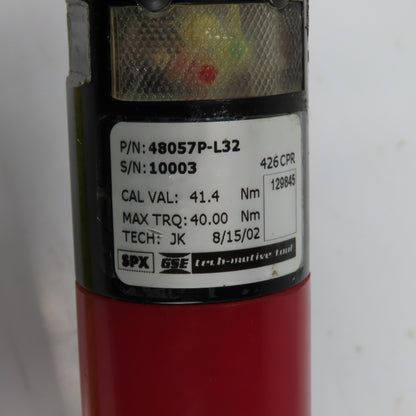 P/N: 48057P-L32
S/N: 10003
426 CPR
129845
CAL VAL: 41.4 Nm
MAX TRQ: 40.00 Nm
TECH: JK 8/15/02
SPX GSE tech-motive tool